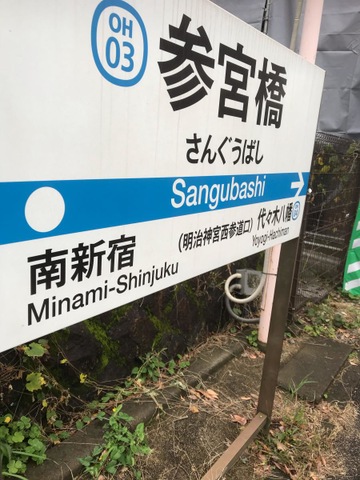 OH
03
参宮橋
さんぐうばし
Sangubashi
南新宿
Minami-Shinjuku
(明治神宮西参道口) 代々木八幡
Yoyogi-Hachiman